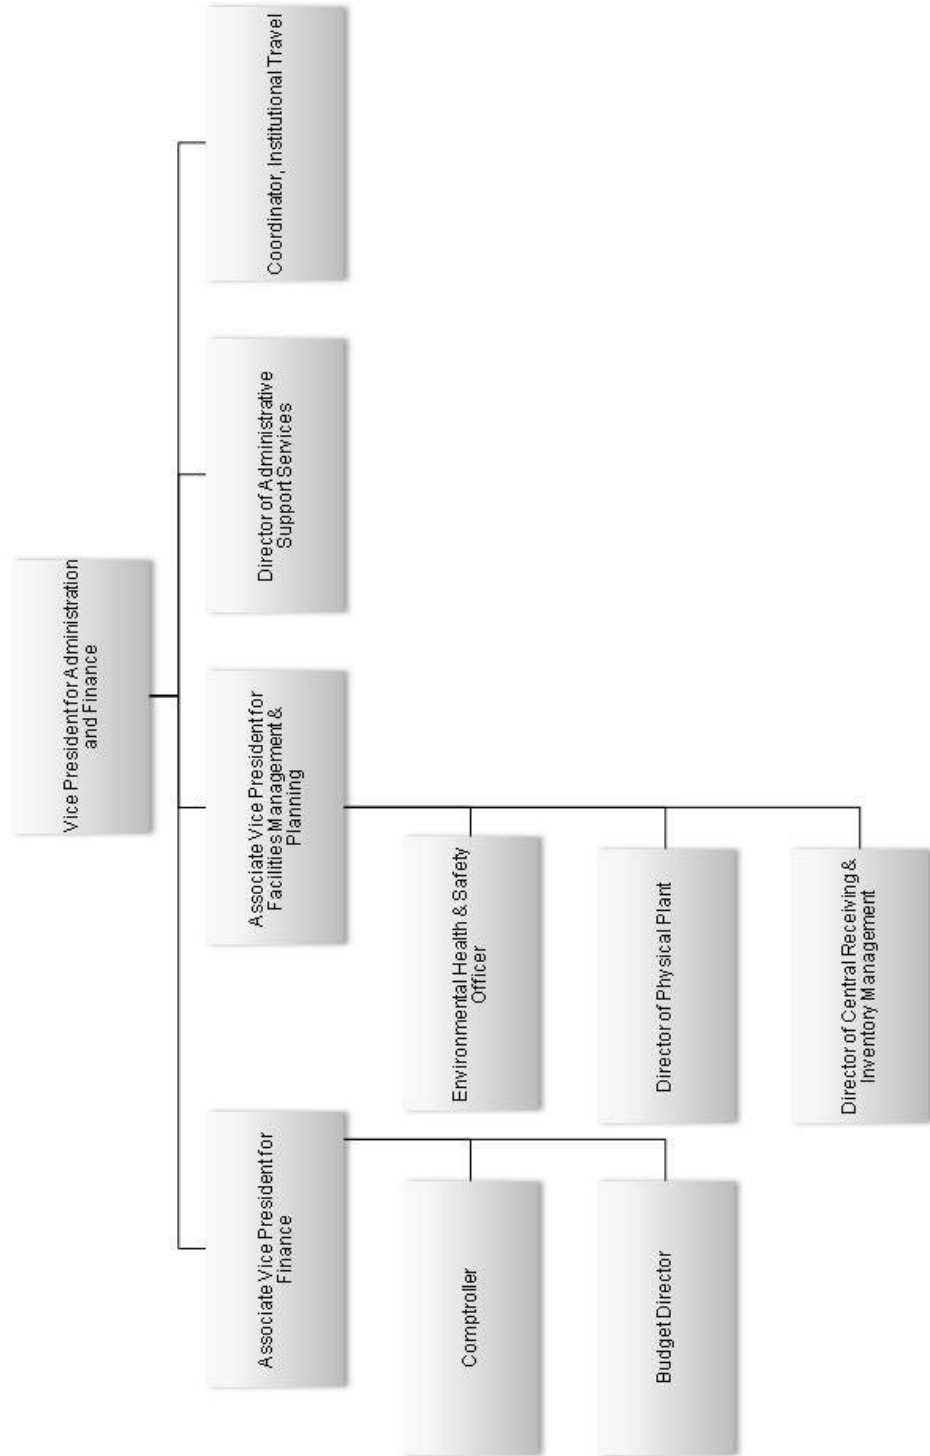 Vice President for Administration
and Finance
Associate Vice President for
Finance
Associate Vice President for
Facilities Management &
Planning
Director of Administrative
Support Services
Coordinator, Institutional Travel
Comptroller
Environmental Health & Safety
Officer
Budget Director
Director of Physical Plant
Director of Central Receiving &
Inventory Management